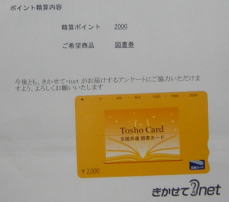 ポイント精算内容
精算ポイント 2000
ご希望商品 図書券
今後とも、きかせて・net がお届けするアンケートにご協力いただけま
すよう、よろしくお願いいたします
Tosho Card
全国共通 図書カード
￥2,000
きかせて net